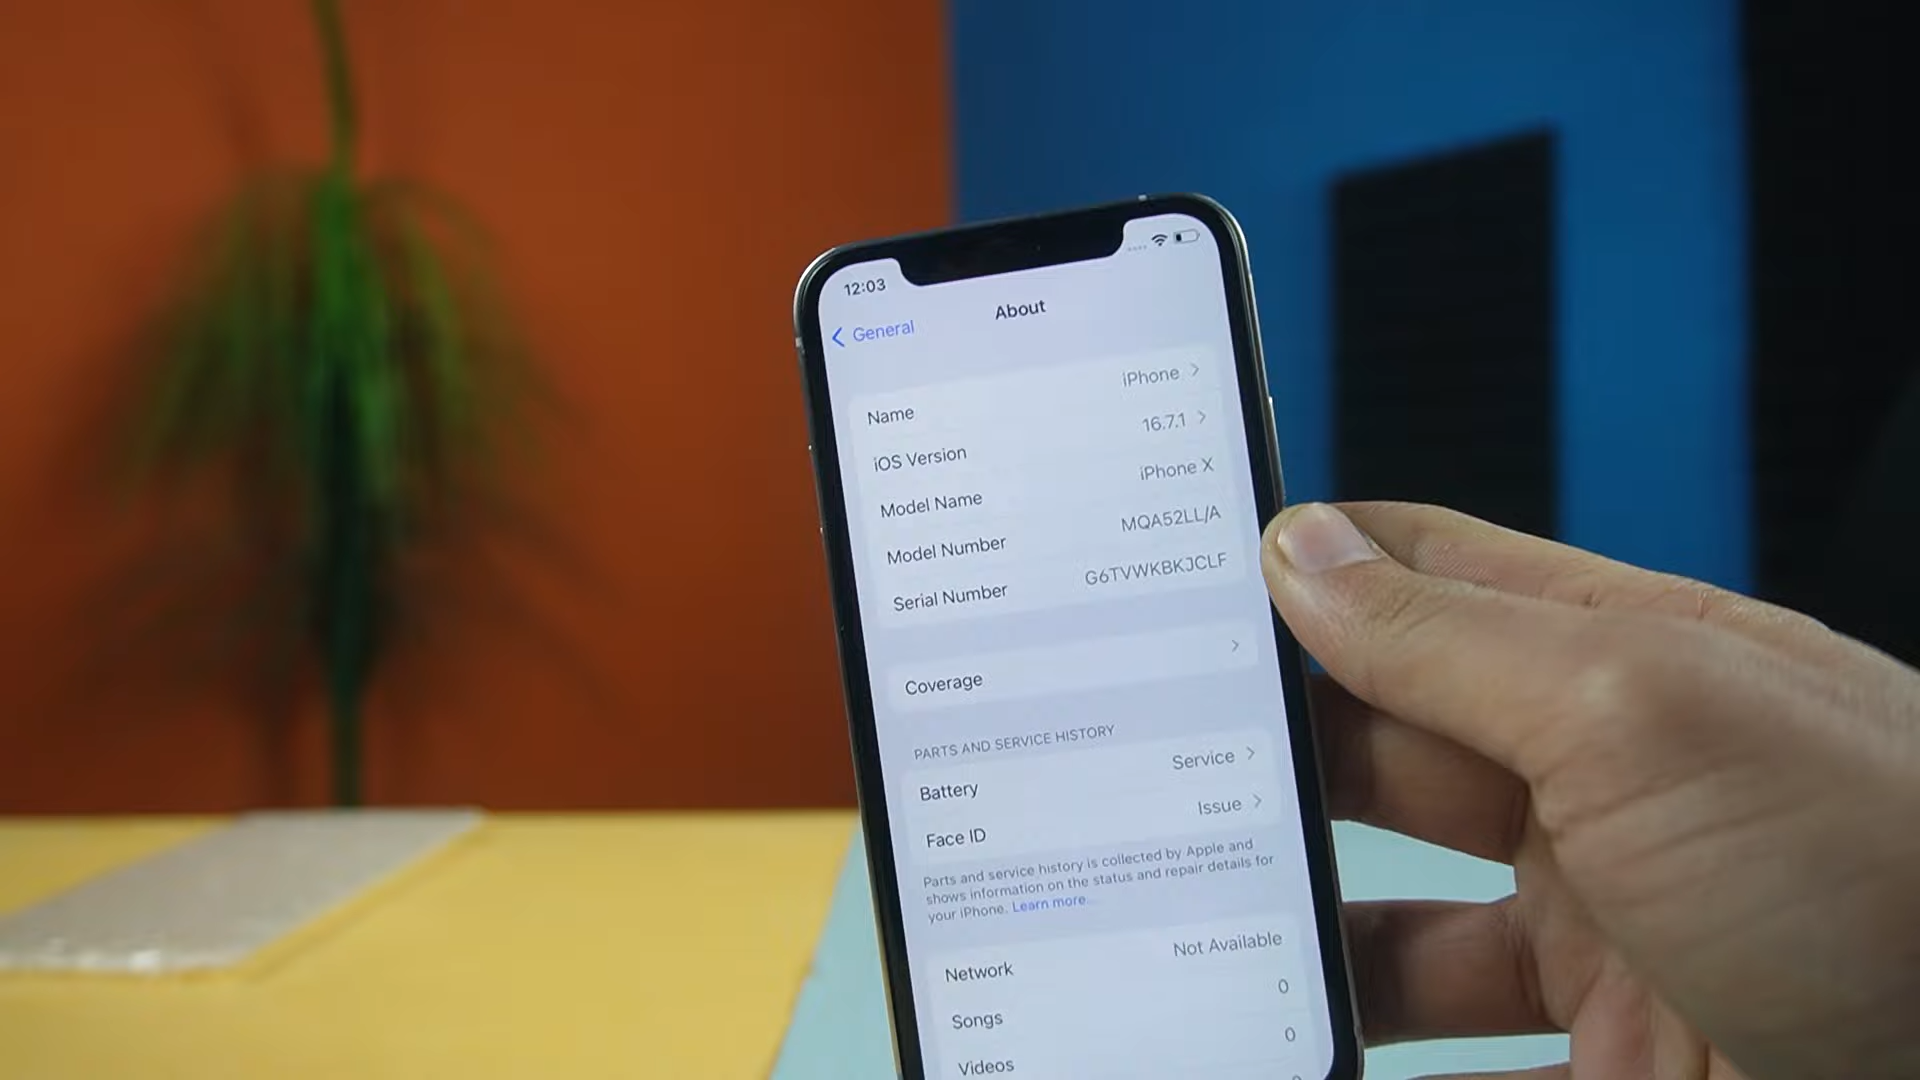 12:03
General
About
Name iPhone
iOS Version 16.7.1
Model Name iPhone X
Model Number MQA52LL/A
Serial Number G6TVWKBKJCLF
Coverage
PARTS AND SERVICE HISTORY
Battery Service
Face ID Issue
Parts and service history is collected by Apple and
shows information on the status and repair details for
your iPhone. Learn more...
Network Not Available
Songs 0
Videos 0